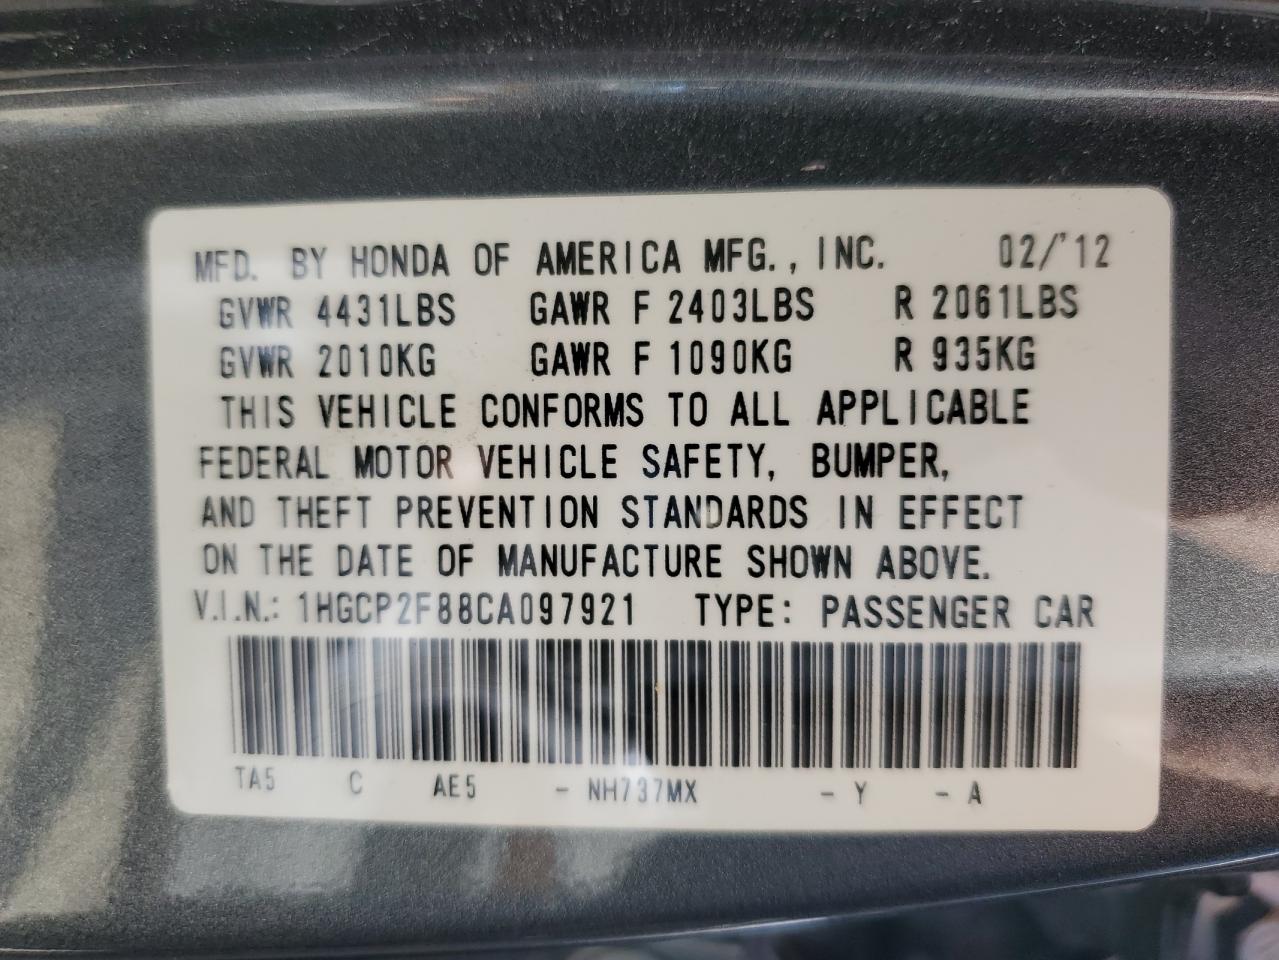 MFD. BY HONDA OF AMERICA MFG., INC. 02/'12
GVWR 4431LBS GAWR F 2403LBS R 2061LBS
GVWR 2010KG GAWR F 1090KG R 935KG
THIS VEHICLE CONFORMS TO ALL APPLICABLE
FEDERAL MOTOR VEHICLE SAFETY, BUMPER,
AND THEFT PREVENTION STANDARDS IN EFFECT
ON THE DATE OF MANUFACTURE SHOWN ABOVE.
V.I.N.: 1HGCP2F88CA097921 TYPE: PASSENGER CAR
TA5 C AE5 - NH737MX - Y - A